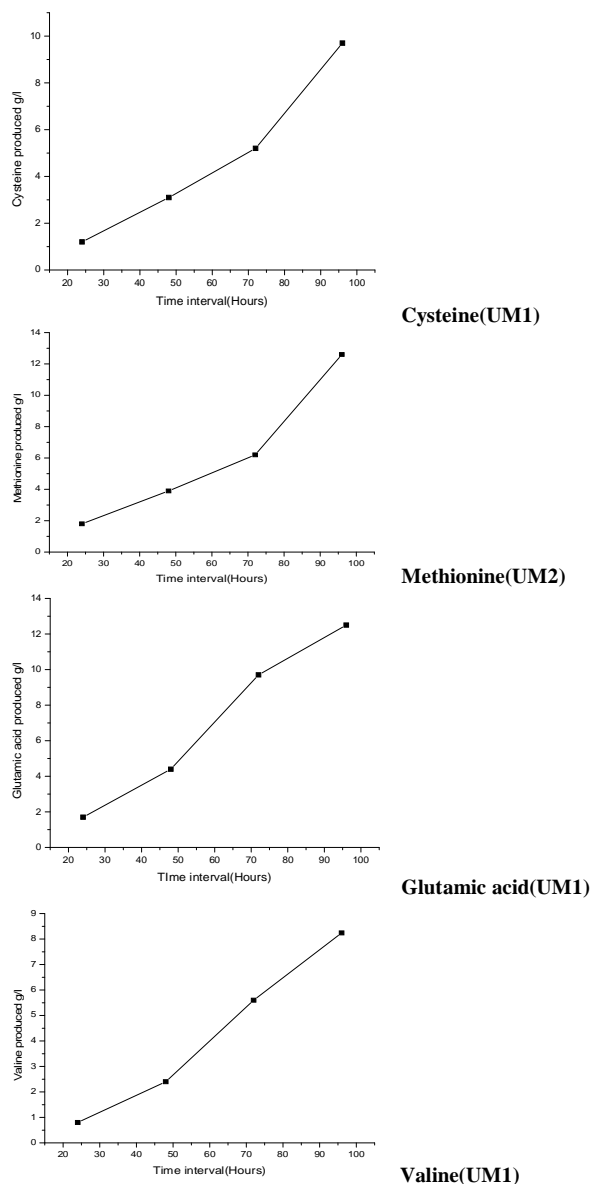 10
8
6
4
2
0
Cysteine produced g/l
20 30 40 50 60 70 80 90 100
Time interval(Hours)
Cysteine(UM1)
14
12
10
8
6
4
2
0
Methionine produced g/l
20 30 40 50 60 70 80 90 100
Time interval(Hours)
Methionine(UM2)
14
12
10
8
6
4
2
0
Glutamic acid produced g/l
20 30 40 50 60 70 80 90 100
TIme interval(Hours)
Glutamic acid(UM1)
9
8
7
6
5
4
3
2
1
0
Valine produced g/l
20 30 40 50 60 70 80 90 100
Time interval(Hours)
Valine(UM1)